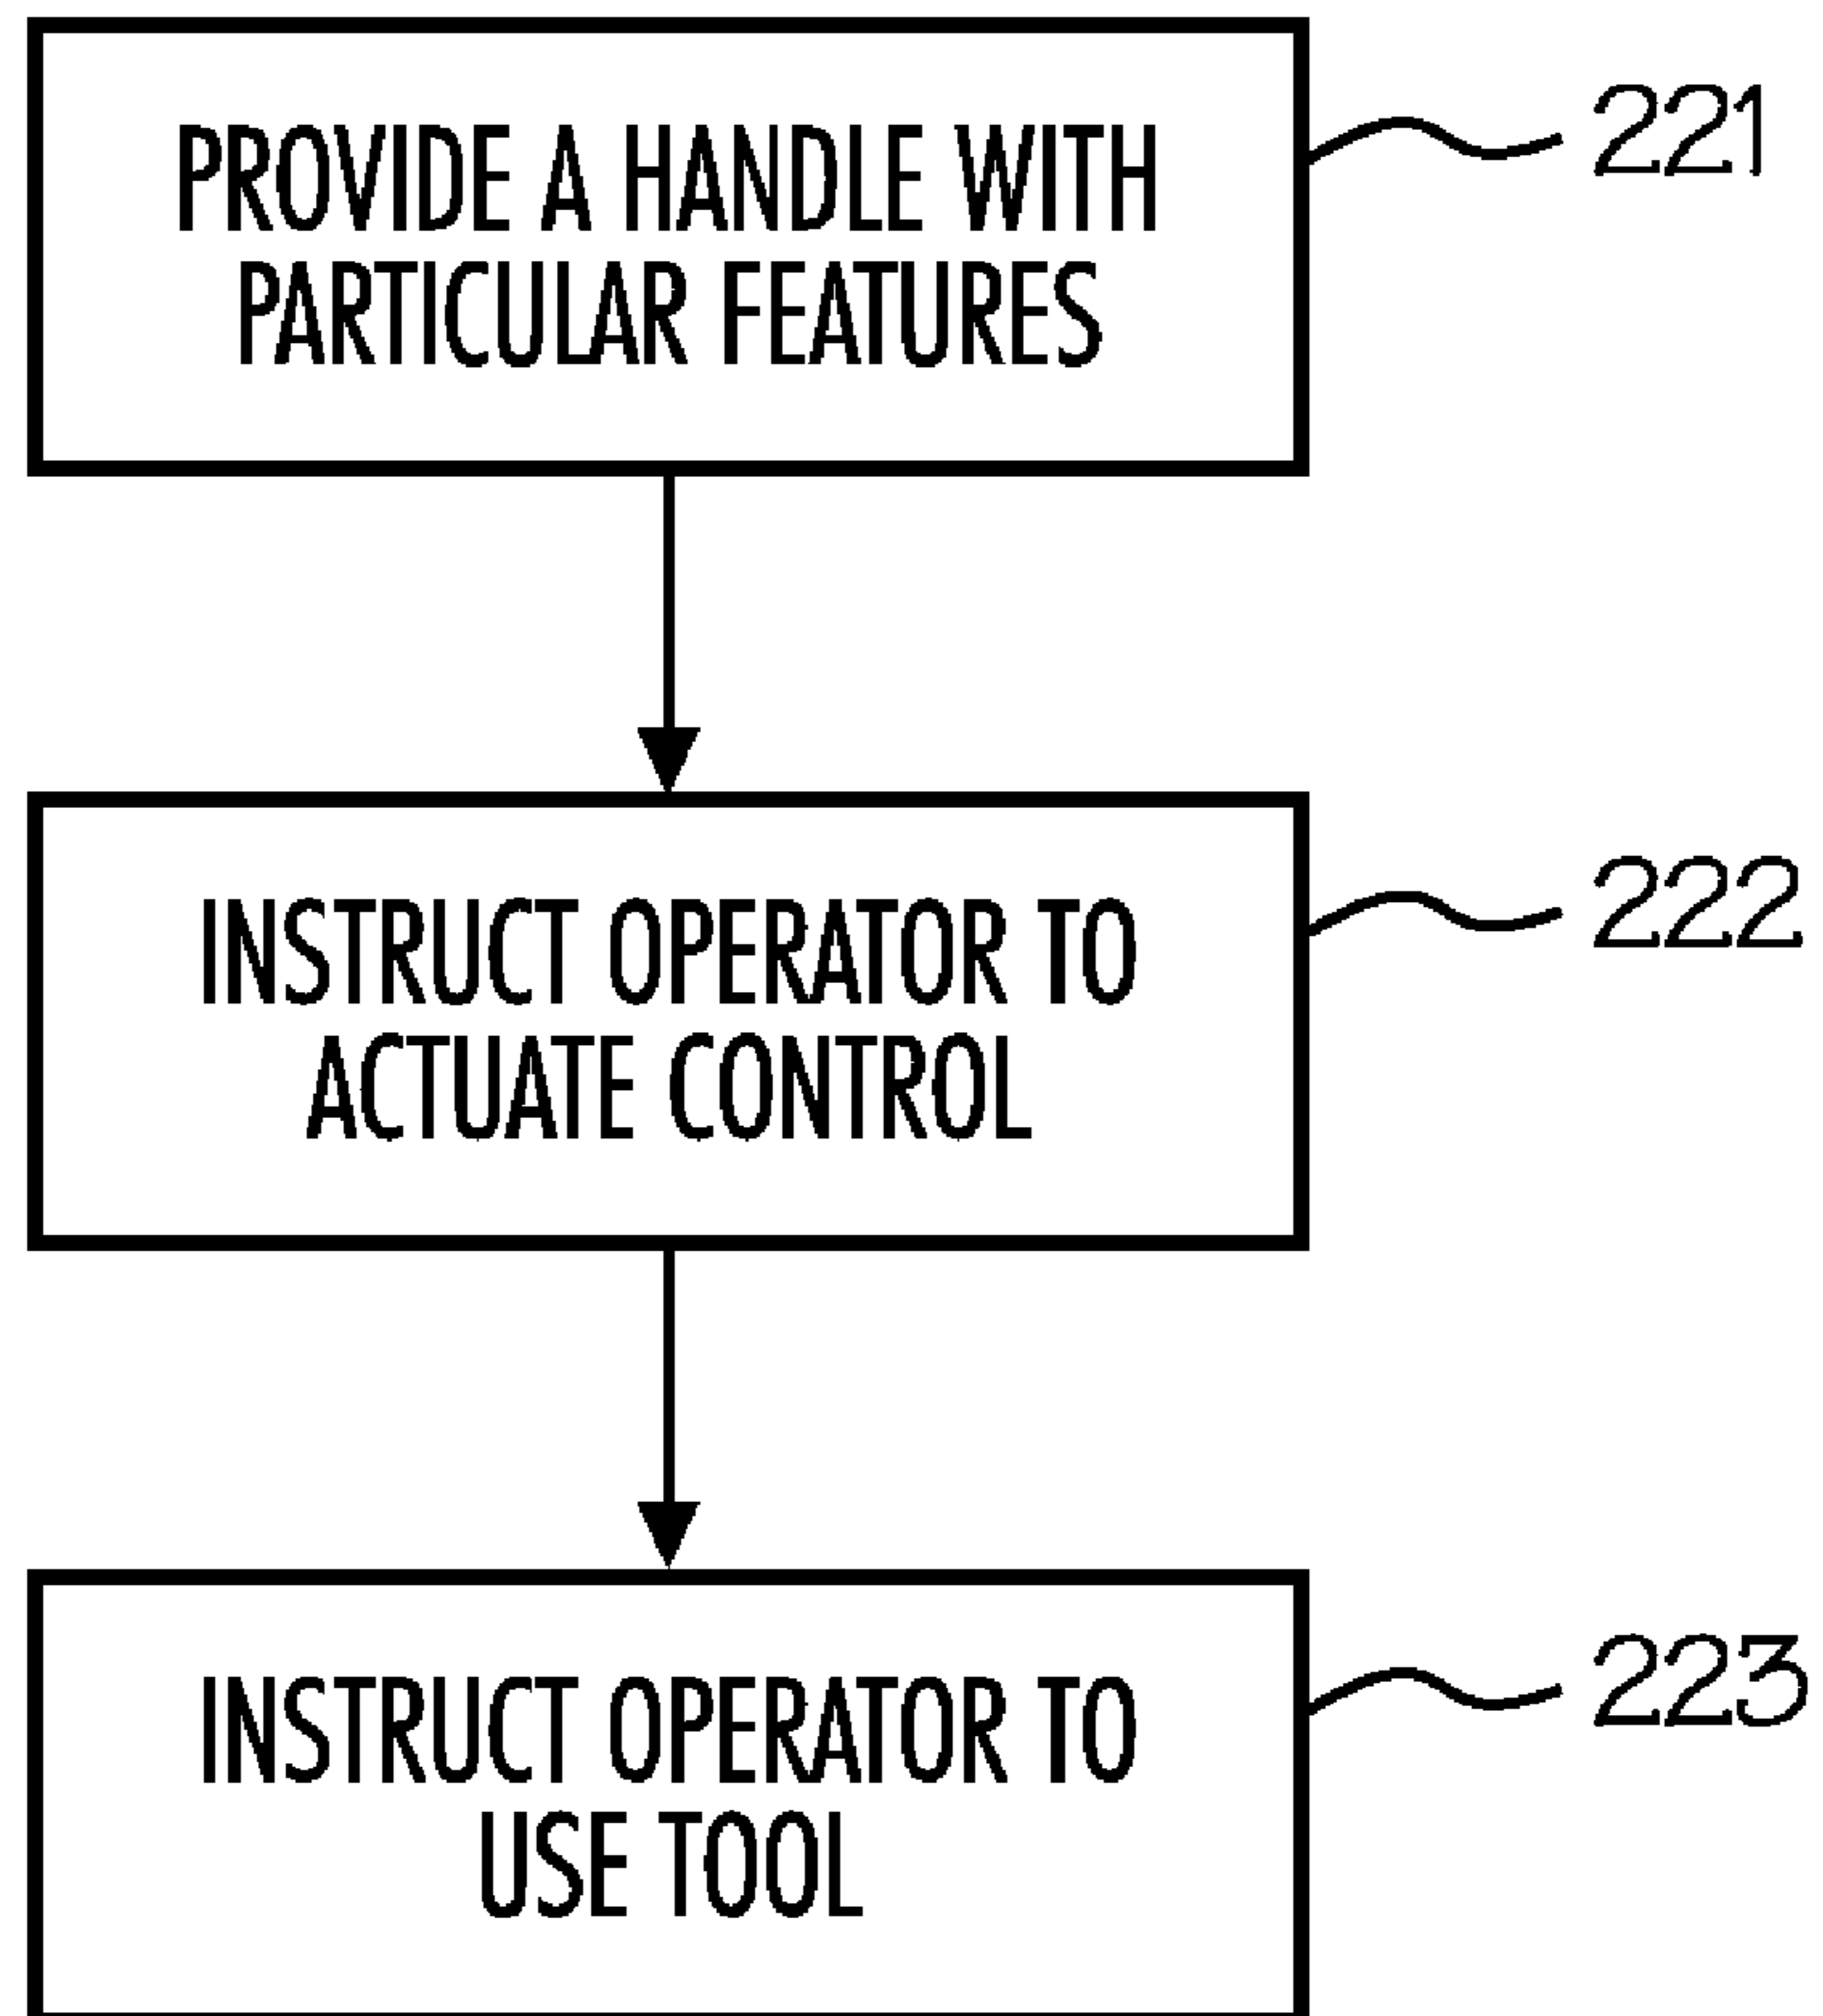 PROVIDE A HANDLE WITH
PARTICULAR FEATURES
221
INSTRUCT OPERATOR TO
ACTUATE CONTROL
222
INSTRUCT OPERATOR TO
USE TOOL
223